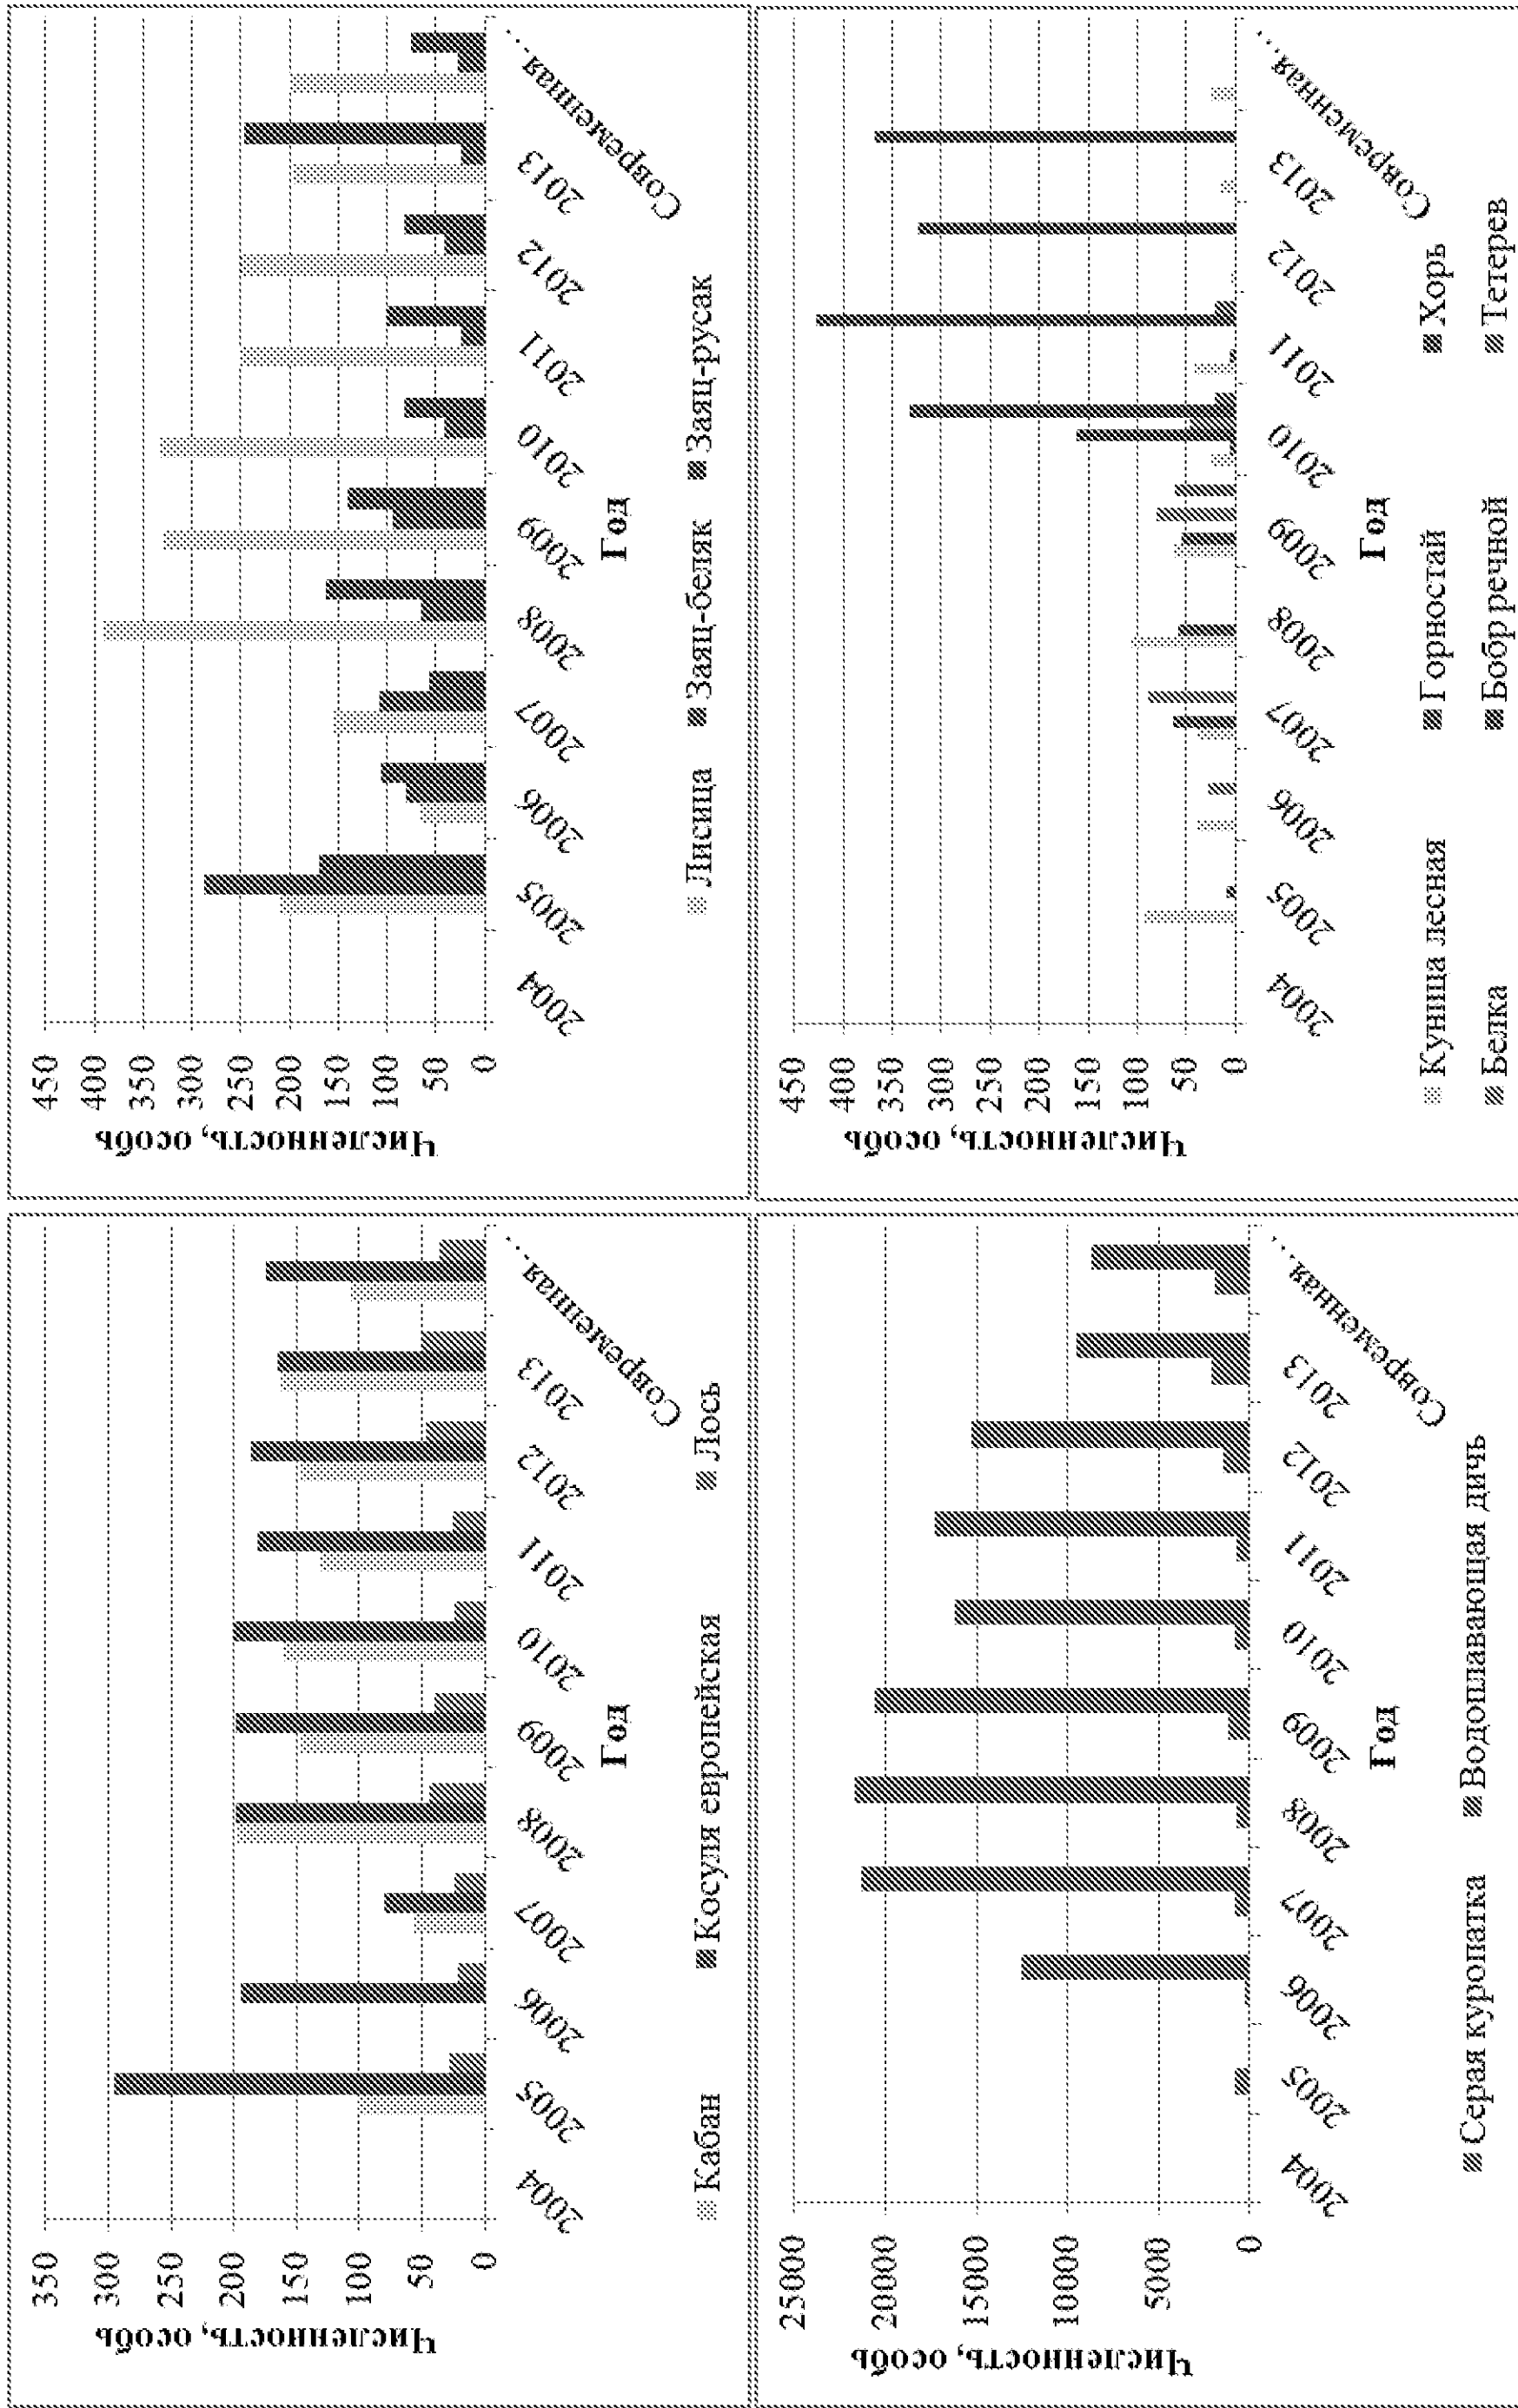 Численность, особь
350
300
250
200
150
100
50
0
2004
2005
2006
2007
2008
2009
2010
2011
2012
2013
Современная…
Год
Кабан
Косуля европейская
Лось
Численность, особь
450
400
350
300
250
200
150
100
50
0
2004
2005
2006
2007
2008
2009
2010
2011
2012
2013
Современная…
Год
Лисица
Заяц-беляк
Заяц-русак
Численность, особь
25000
20000
15000
10000
5000
0
2004
2005
2006
2007
2008
2009
2010
2011
2012
2013
Современная…
Год
Серая куропатка
Водоплавающая дичь
Численность, особь
450
400
350
300
250
200
150
100
50
0
2004
2005
2006
2007
2008
2009
2010
2011
2012
2013
Современная…
Год
Куница лесная
Горностай
Хорь
Белка
Бобр речной
Тетерев